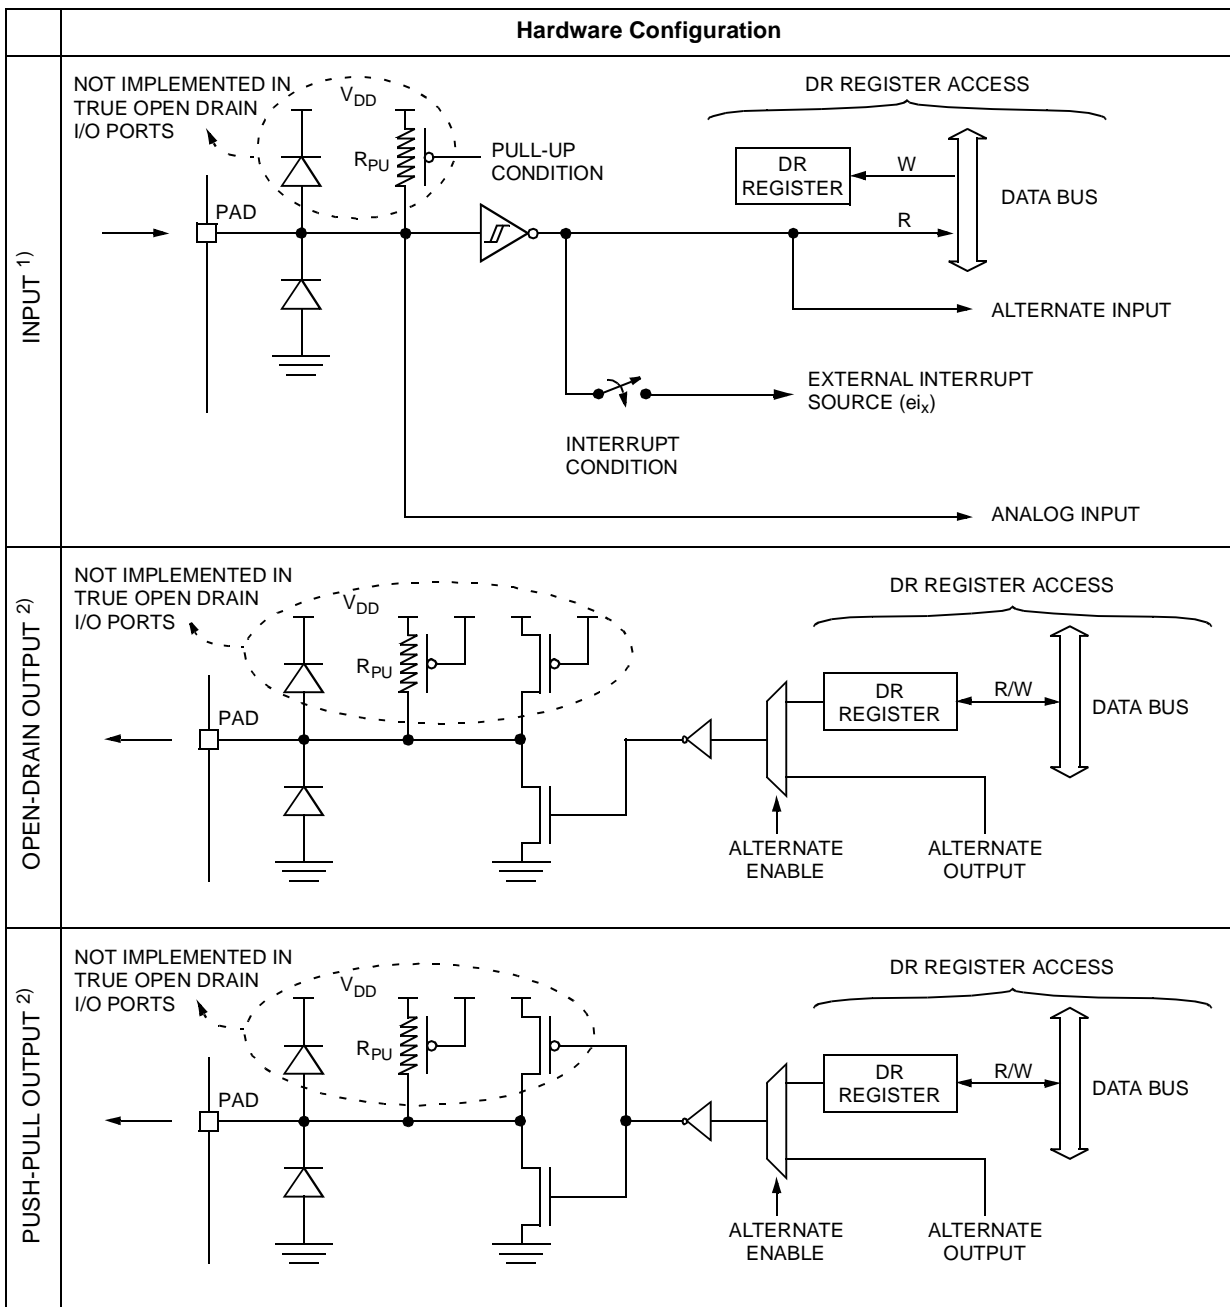 Hardware Configuration
INPUT 1)
NOT IMPLEMENTED IN
TRUE OPEN DRAIN
I/O PORTS
VDD
RPU
PULL-UP
CONDITION
PAD
DR REGISTER ACCESS
DR
REGISTER
W
R
DATA BUS
ALTERNATE INPUT
EXTERNAL INTERRUPT
SOURCE (eix)
INTERRUPT
CONDITION
ANALOG INPUT
OPEN-DRAIN OUTPUT 2)
NOT IMPLEMENTED IN
TRUE OPEN DRAIN
I/O PORTS
VDD
RPU
PAD
DR REGISTER ACCESS
DR
REGISTER
R/W
DATA BUS
ALTERNATE
ENABLE
ALTERNATE
OUTPUT
PUSH-PULL OUTPUT 2)
NOT IMPLEMENTED IN
TRUE OPEN DRAIN
I/O PORTS
VDD
RPU
PAD
DR REGISTER ACCESS
DR
REGISTER
R/W
DATA BUS
ALTERNATE
ENABLE
ALTERNATE
OUTPUT